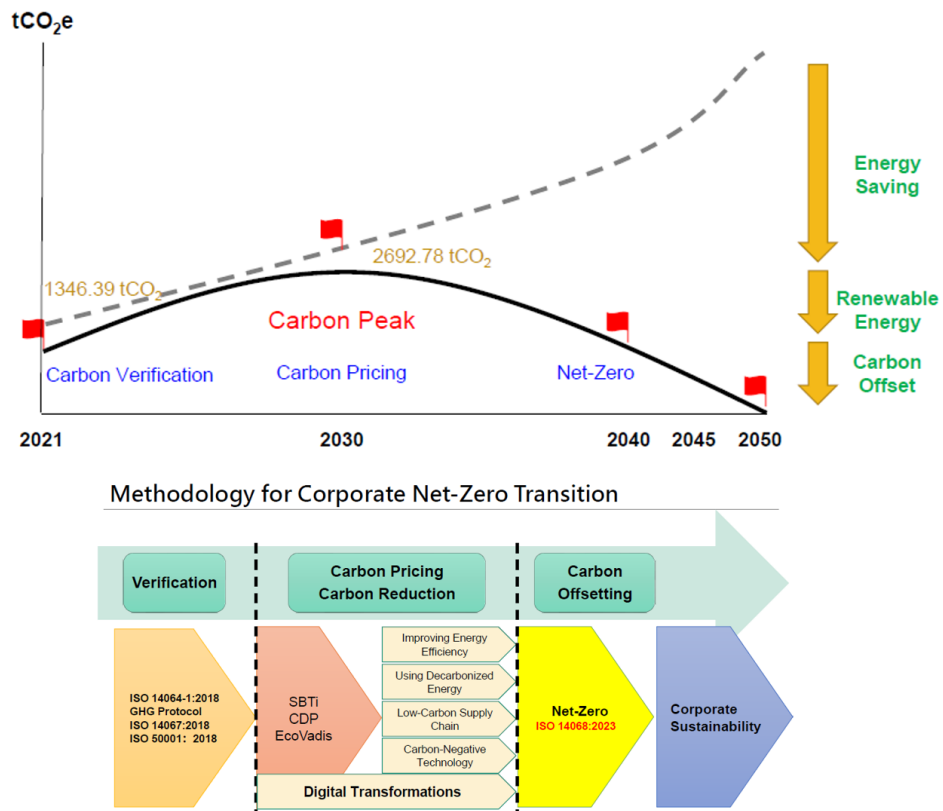 tCO₂e
Energy
Saving
2692.78 tCO₂
1346.39 tCO₂
Renewable
Energy
Carbon Peak
Carbon Verification
Carbon Pricing
Net-Zero
Carbon
Offset
2021
2030
2040
2045
2050
Methodology for Corporate Net-Zero Transition
Verification
Carbon Pricing
Carbon Reduction
Carbon
Offsetting
ISO 14064-1:2018
GHG Protocol
ISO 14067:2018
ISO 50001: 2018
SBTi
CDP
EcoVadis
Improving Energy
Efficiency
Using Decarbonized
Energy
Low-Carbon Supply
Chain
Carbon-Negative
Technology
Digital Transformations
Net-Zero
ISO 14068:2023
Corporate
Sustainability